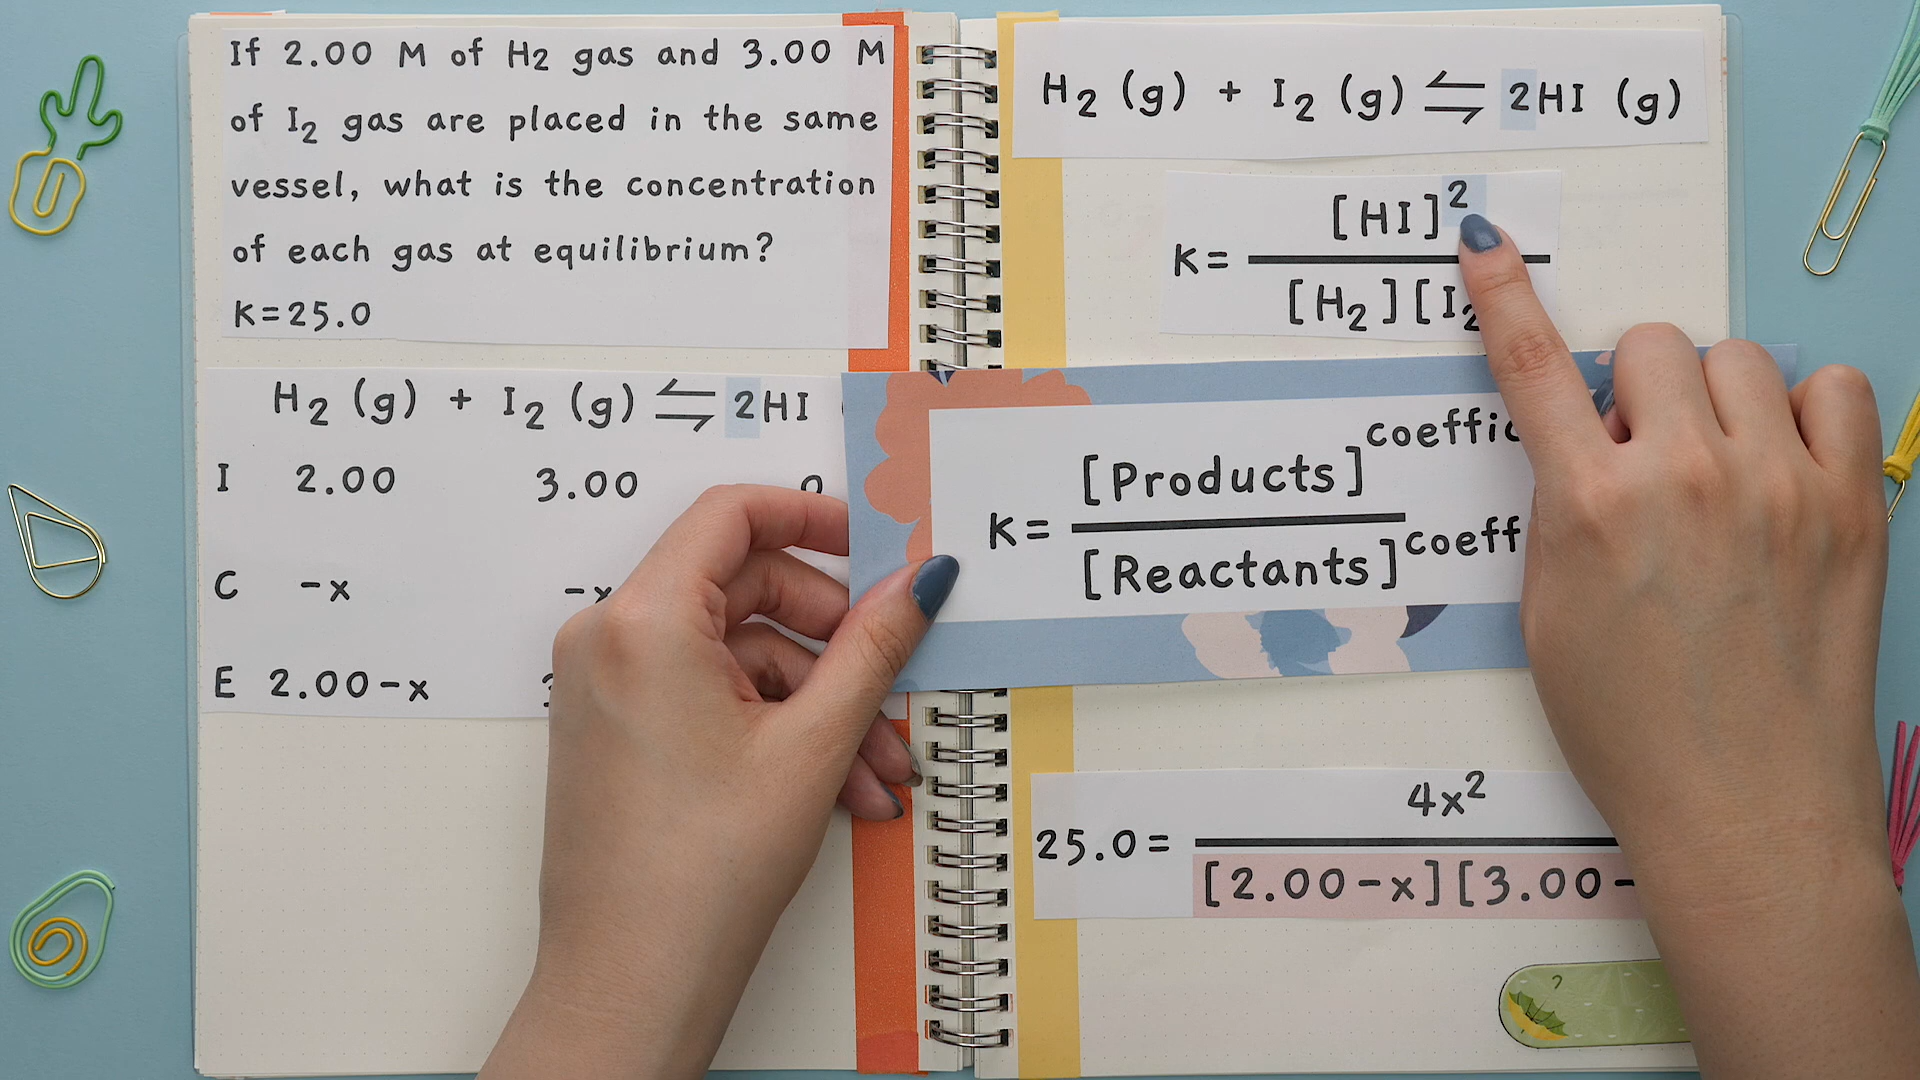 If 2.00 M of H₂ gas and 3.00 M
of I₂ gas are placed in the same
vessel, what is the concentration
of each gas at equilibrium?
K=25.0
H₂ (g) + I₂ (g) ⇌ 2HI
I 2.00 3.00 0
C -x -x
E 2.00-x
H₂ (g) + I₂ (g) ⇌ 2HI (g)
[HI]²
K=
[H₂][I₂
[Products]
K=
[Reactants]
4x²
25.0=
[2.00-x][3.00-